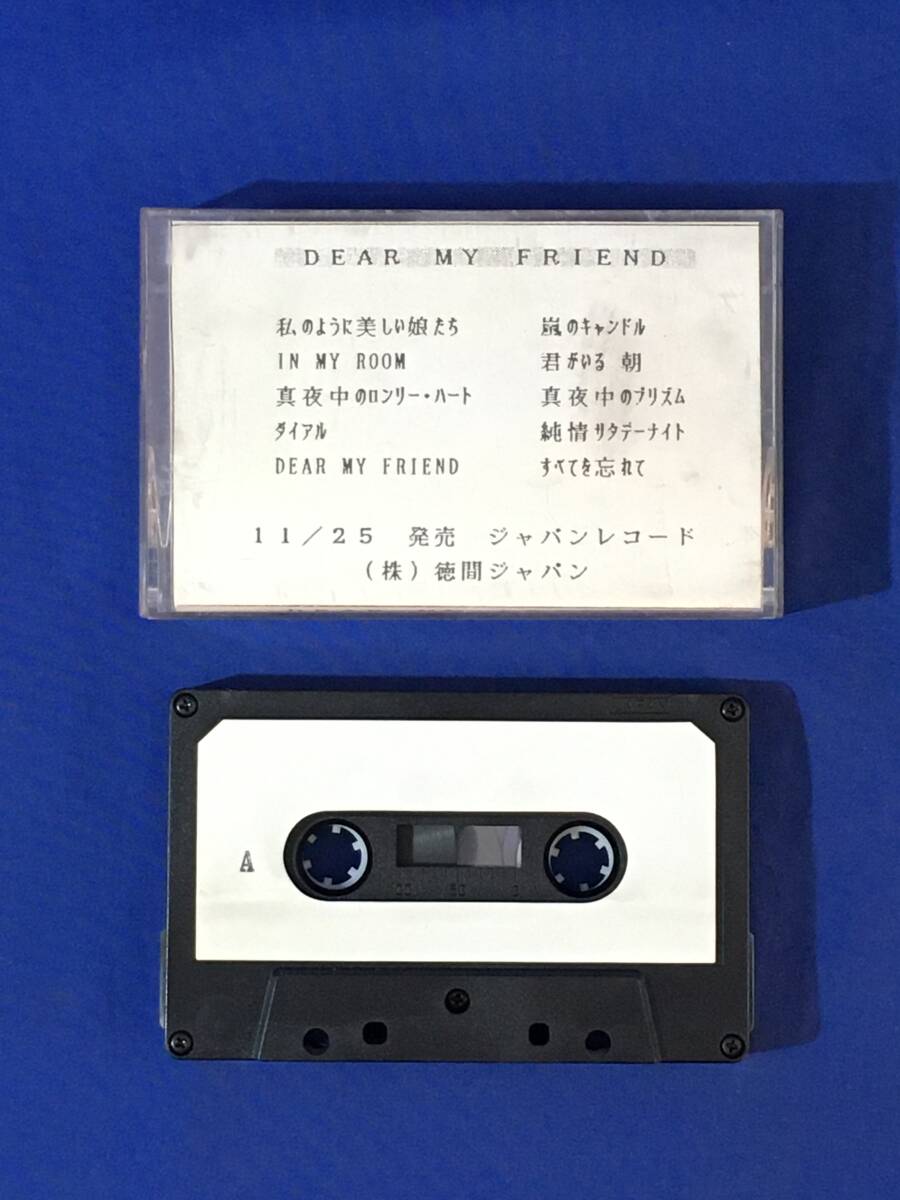 DEAR MY FRIEND
私のように美しい娘たち
IN MY ROOM
真夜中のロンリー・ハート
ダイアル
DEAR MY FRIEND
嵐のキャンドル
君がいる 朝
真夜中のプリズム
純情サタデーナイト
すべてを忘れて
11/25 発売 ジャパンレコード
(株)徳間ジャパン
A
50
0